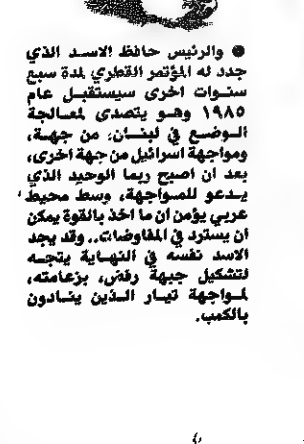 ● والرئيس حافظ الاسد الذي
جدد له المؤتمر القطري لمدة سبع
سنوات اخرى سيستقبل عام
١٩٨٥ وهو يتصدى لمعالجة
الوضع في لبنان، من جهة،
ومواجهة اسرائيل من جهة اخرى،
بعد ان اصبح ربما الوحيد الذي
يدعو للمواجهة، وسط محيط
عربي يؤمن ان ما اخذ بالقوة يمكن
ان يسترد في المفاوضات.. وقد يجد
الاسد نفسه في النهاية يتجه
لتشكيل جبهة رفض، بزعامته،
لمواجهة تيار الذين ينادون
بالكمب.